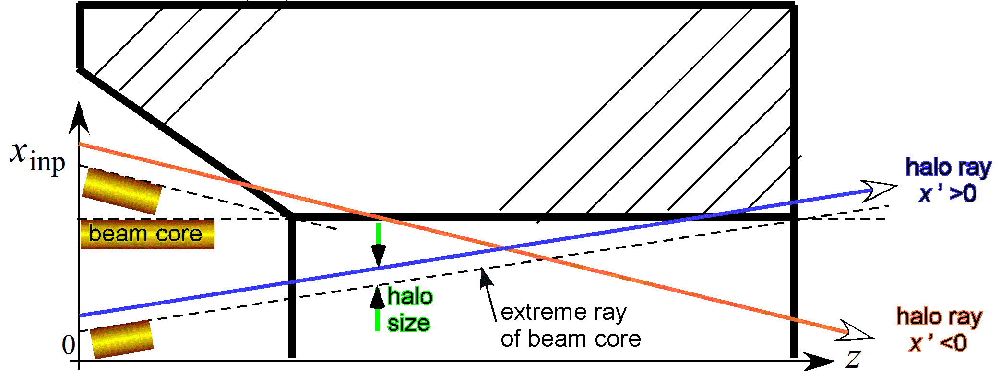 x inp
halo ray
x ’ >0
beam core
halo
size
extreme ray
of beam core
halo ray
x ’ <0
0
z